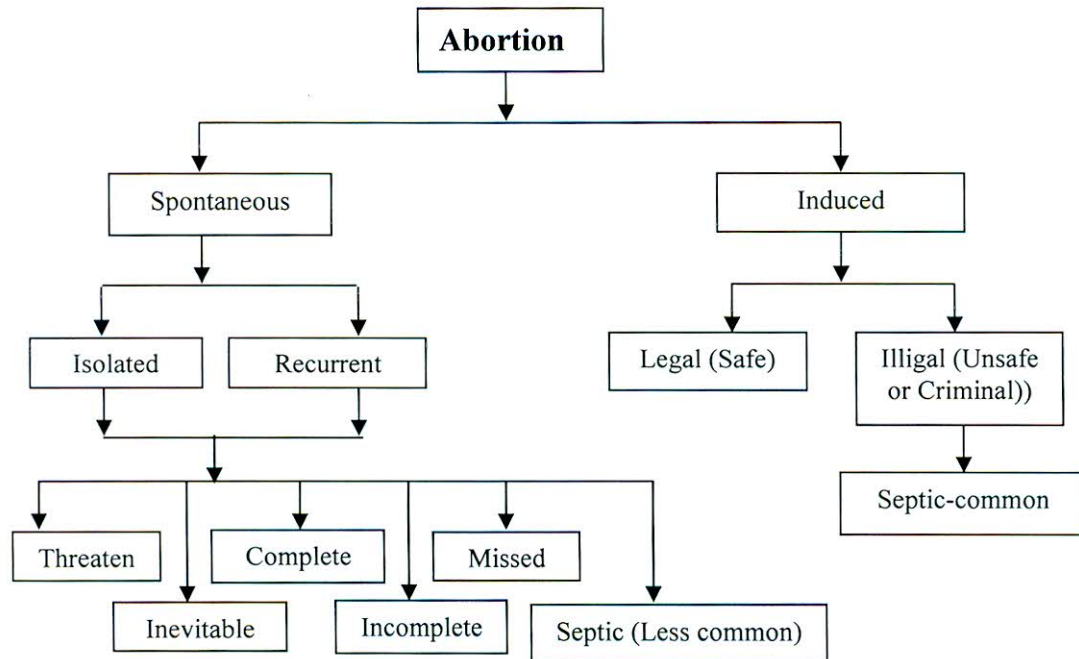 Abortion
Spontaneous
Induced
Isolated
Recurrent
Legal (Safe)
Illigal (Unsafe
or Criminal))
Septic-common
Threaten
Complete
Missed
Inevitable
Incomplete
Septic (Less common)